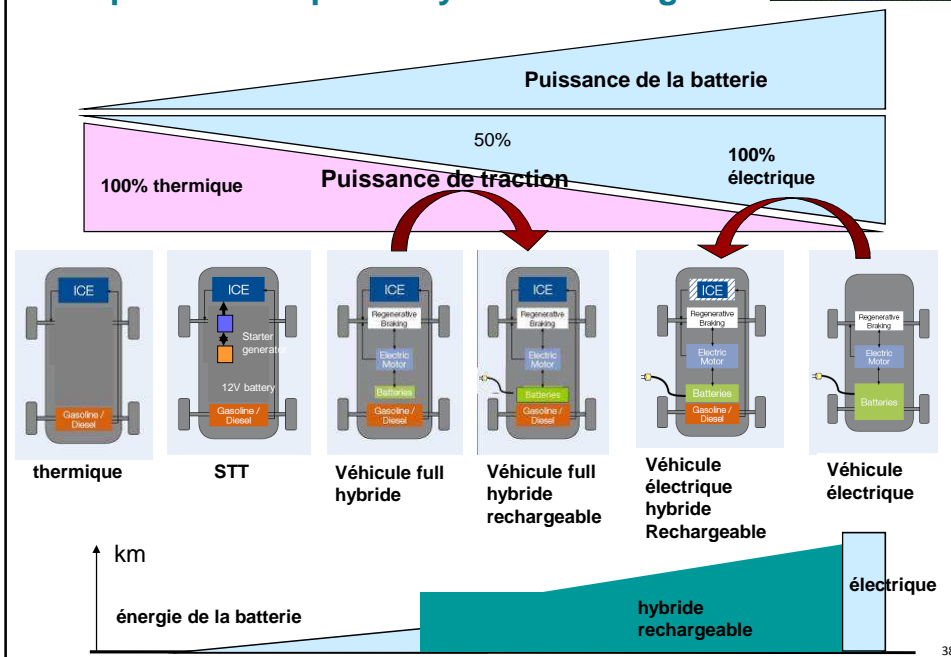 Puissance de la batterie
50%
100%
électrique
100% thermique
Puissance de traction
ICE
Gasoline /
Diesel
ICE
Starter
generator
12V battery
Gasoline /
Diesel
ICE
Regenerative
Braking
Electric
Motor
Batteries
Gasoline /
Diesel
ICE
Regenerative
Braking
Electric
Motor
Batteries
Gasoline /
Diesel
ICE
Regenerative
Braking
Electric
Motor
Batteries
Gasoline /
Diesel
Regenerative
Braking
Electric
Motor
Batteries
thermique
STT
Véhicule full
hybride
Véhicule full
hybride
rechargeable
Véhicule
électrique
hybride
Rechargeable
Véhicule
électrique
km
énergie de la batterie
hybride
rechargeable
électrique